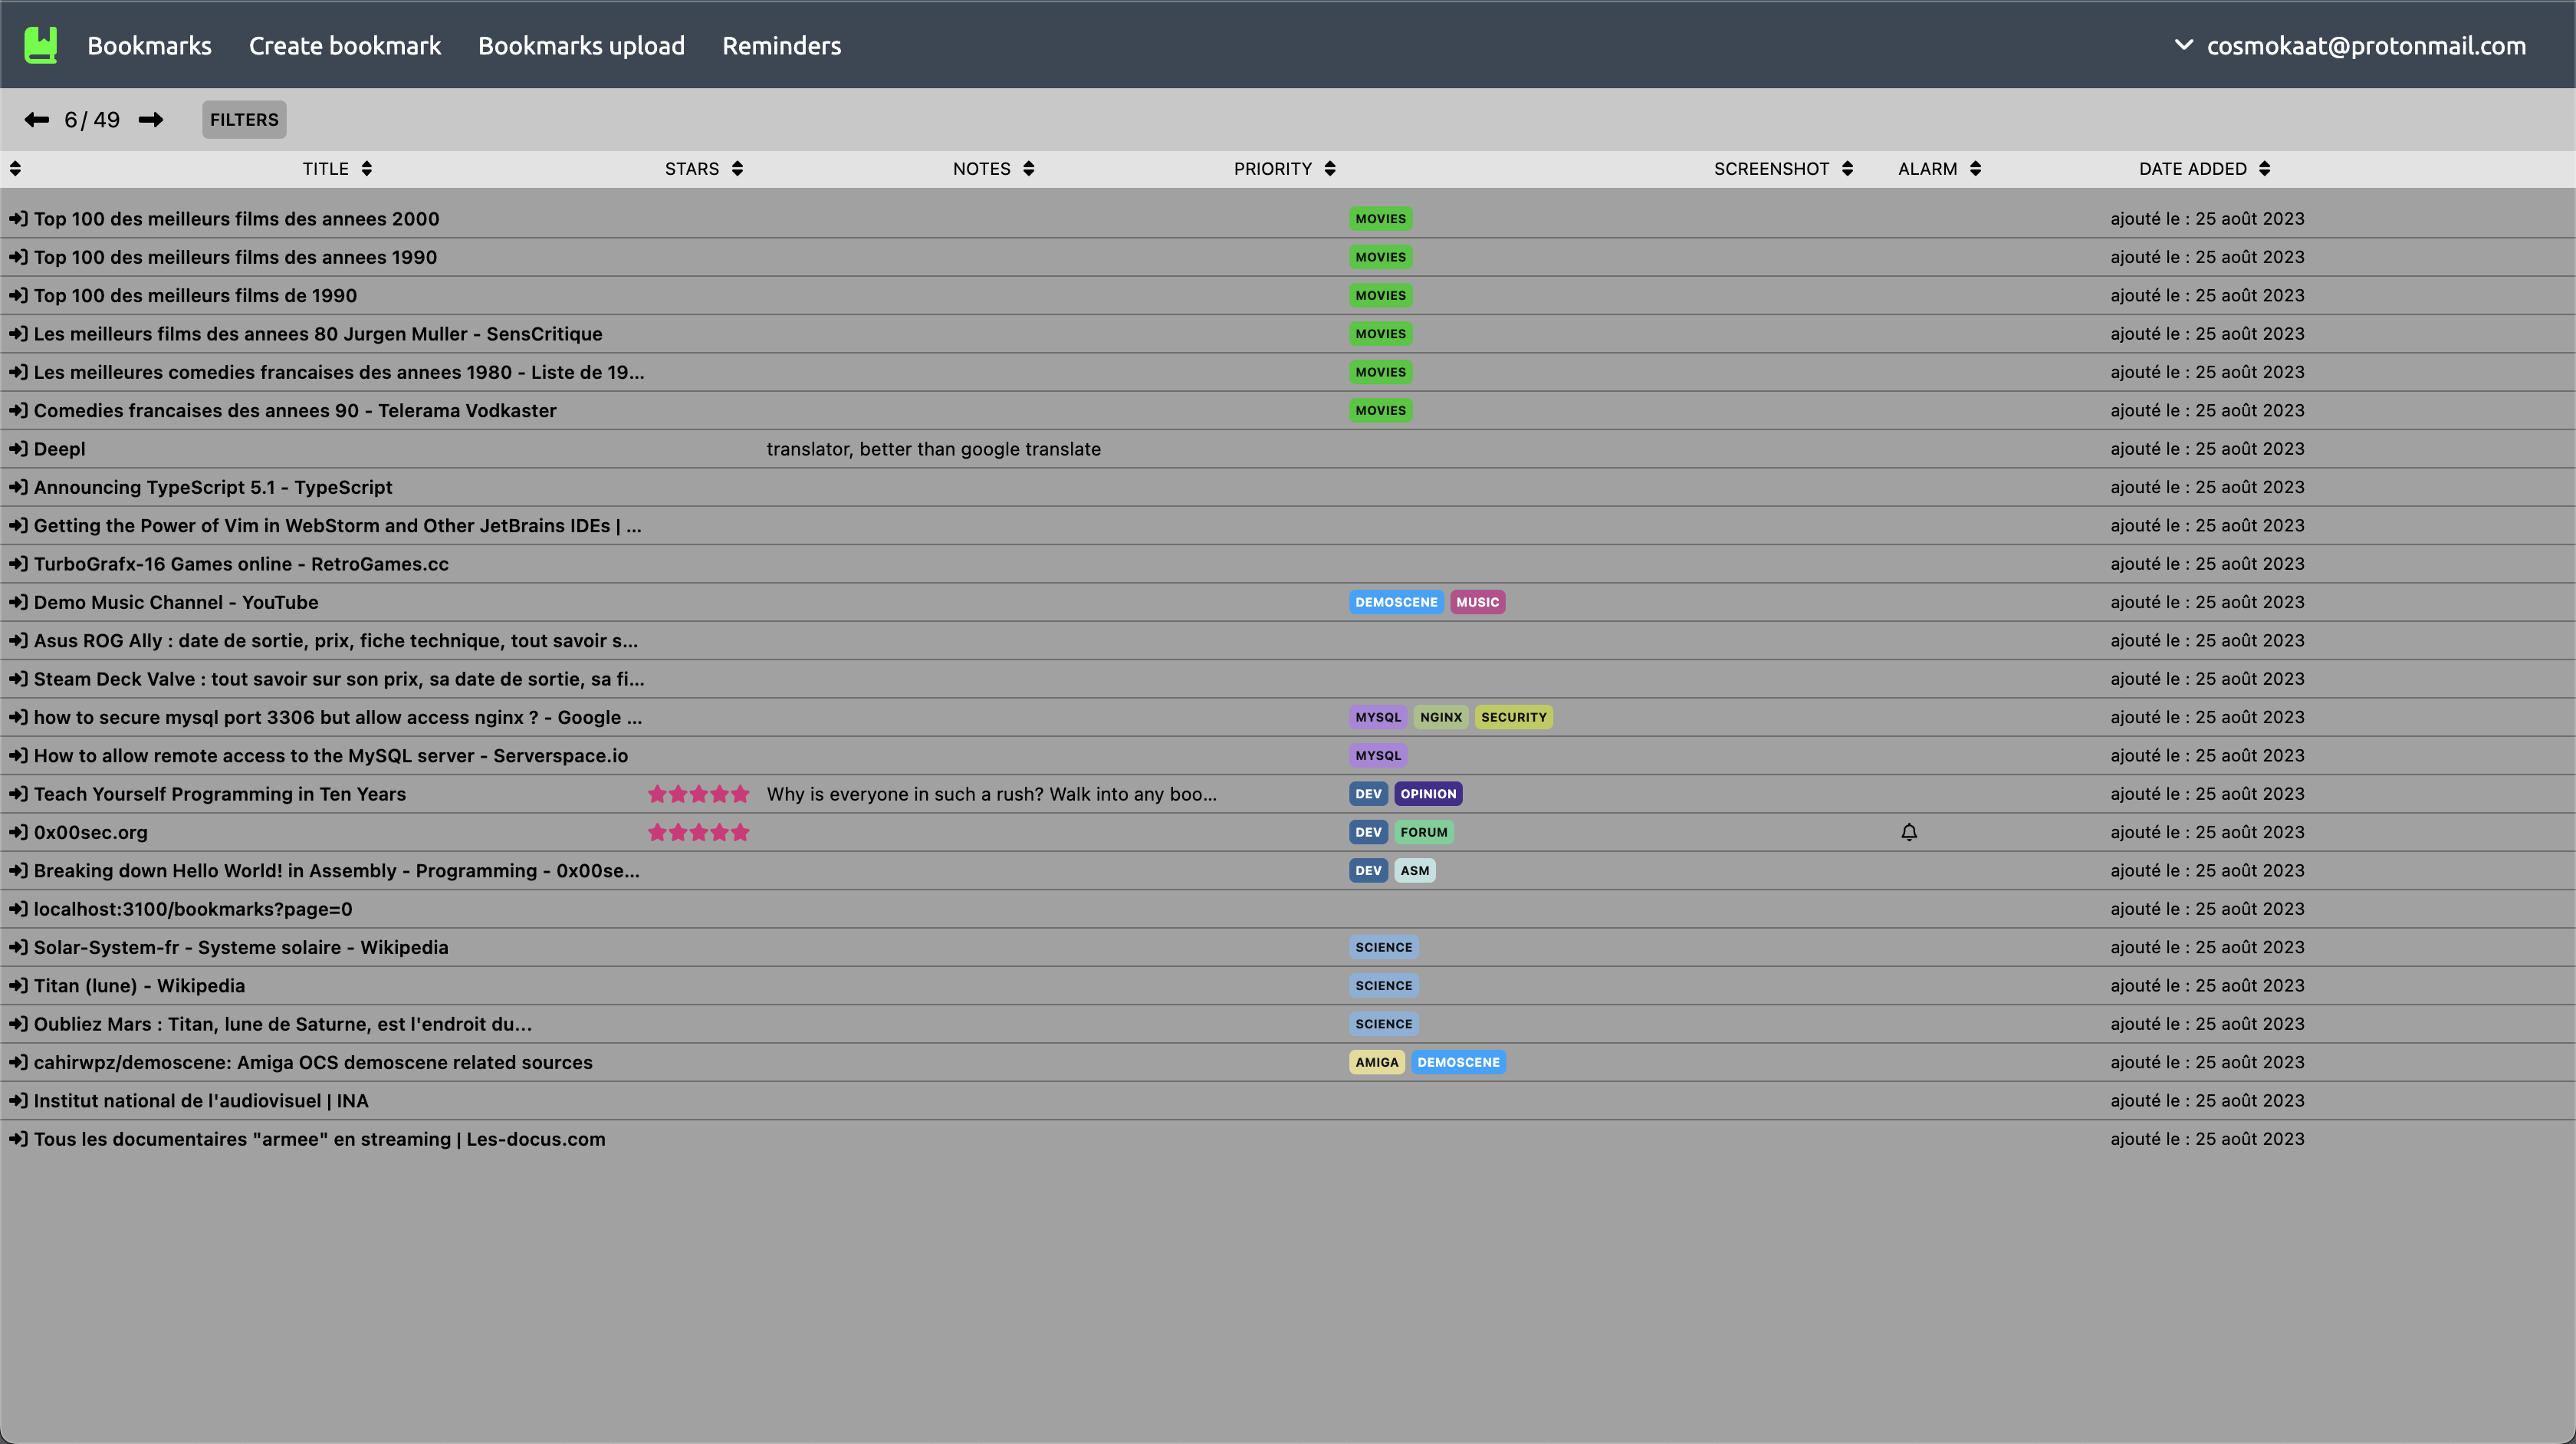 Bookmarks Create bookmark Bookmarks upload Reminders cosmokaat@protonmail.com
6/ 49 FILTERS
TITLE STARS NOTES PRIORITY SCREENSHOT ALARM DATE ADDED
Top 100 des meilleurs films des annees 2000 MOVIES ajouté le : 25 août 2023
Top 100 des meilleurs films des annees 1990 MOVIES ajouté le : 25 août 2023
Top 100 des meilleurs films de 1990 MOVIES ajouté le : 25 août 2023
Les meilleurs films des annees 80 Jurgen Muller - SensCritique MOVIES ajouté le : 25 août 2023
Les meilleures comedies francaises des annees 1980 - Liste de 19... MOVIES ajouté le : 25 août 2023
Comedies francaises des annees 90 - Telerama Vodkaster MOVIES ajouté le : 25 août 2023
Deepl translator, better than google translate ajouté le : 25 août 2023
Announcing TypeScript 5.1 - TypeScript ajouté le : 25 août 2023
Getting the Power of Vim in WebStorm and Other JetBrains IDEs | ... ajouté le : 25 août 2023
TurboGrafx-16 Games online - RetroGames.cc ajouté le : 25 août 2023
Demo Music Channel - YouTube DEMOSCENE MUSIC ajouté le : 25 août 2023
Asus ROG Ally : date de sortie, prix, fiche technique, tout savoir s... ajouté le : 25 août 2023
Steam Deck Valve : tout savoir sur son prix, sa date de sortie, sa fi... ajouté le : 25 août 2023
how to secure mysql port 3306 but allow access nginx ? - Google ... MYSQL NGINX SECURITY ajouté le : 25 août 2023
How to allow remote access to the MySQL server - Serverspace.io MYSQL ajouté le : 25 août 2023
Teach Yourself Programming in Ten Years Why is everyone in such a rush? Walk into any boo... DEV OPINION ajouté le : 25 août 2023
0x00sec.org DEV FORUM ajouté le : 25 août 2023
Breaking down Hello World! in Assembly - Programming - 0x00se... DEV ASM ajouté le : 25 août 2023
localhost:3100/bookmarks?page=0 ajouté le : 25 août 2023
Solar-System-fr - Systeme solaire - Wikipedia SCIENCE ajouté le : 25 août 2023
Titan (lune) - Wikipedia SCIENCE ajouté le : 25 août 2023
Oubliez Mars : Titan, lune de Saturne, est l'endroit du... SCIENCE ajouté le : 25 août 2023
cahirwpz/demoscene: Amiga OCS demoscene related sources AMIGA DEMOSCENE ajouté le : 25 août 2023
Institut national de l'audiovisuel | INA ajouté le : 25 août 2023
Tous les documentaires "armee" en streaming | Les-docus.com ajouté le : 25 août 2023